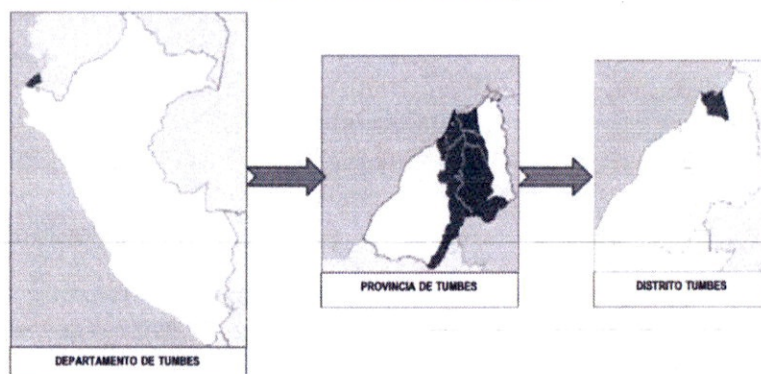 PROVINCIA DE TUMBES
DISTRITO TUMBES
DEPARTAMENTO DE TUMBES